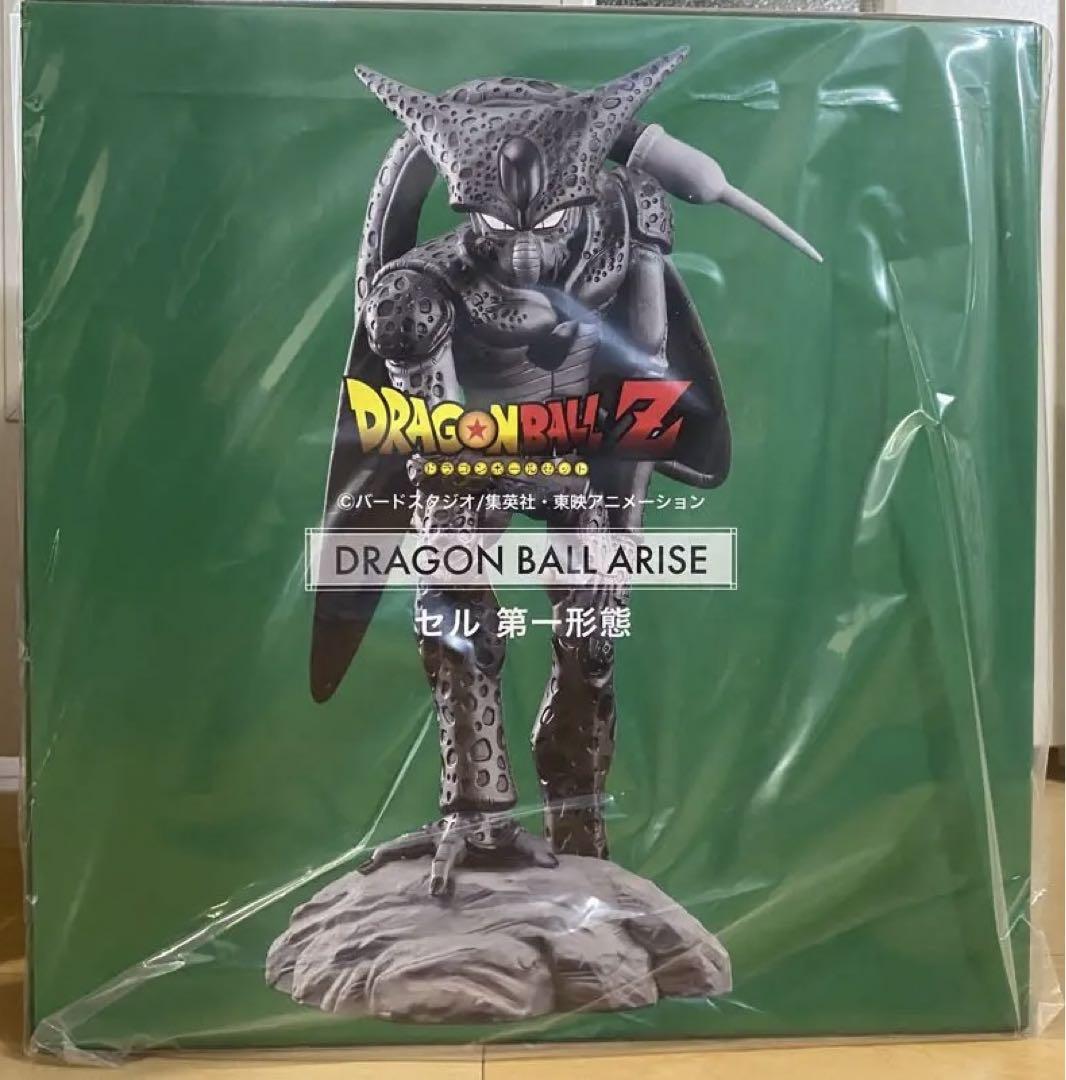 DRAGONBALL Z
ドラゴンボールゼット
©バードスタジオ/集英社・東映アニメーション
DRAGON BALL ARISE
セル 第一形態